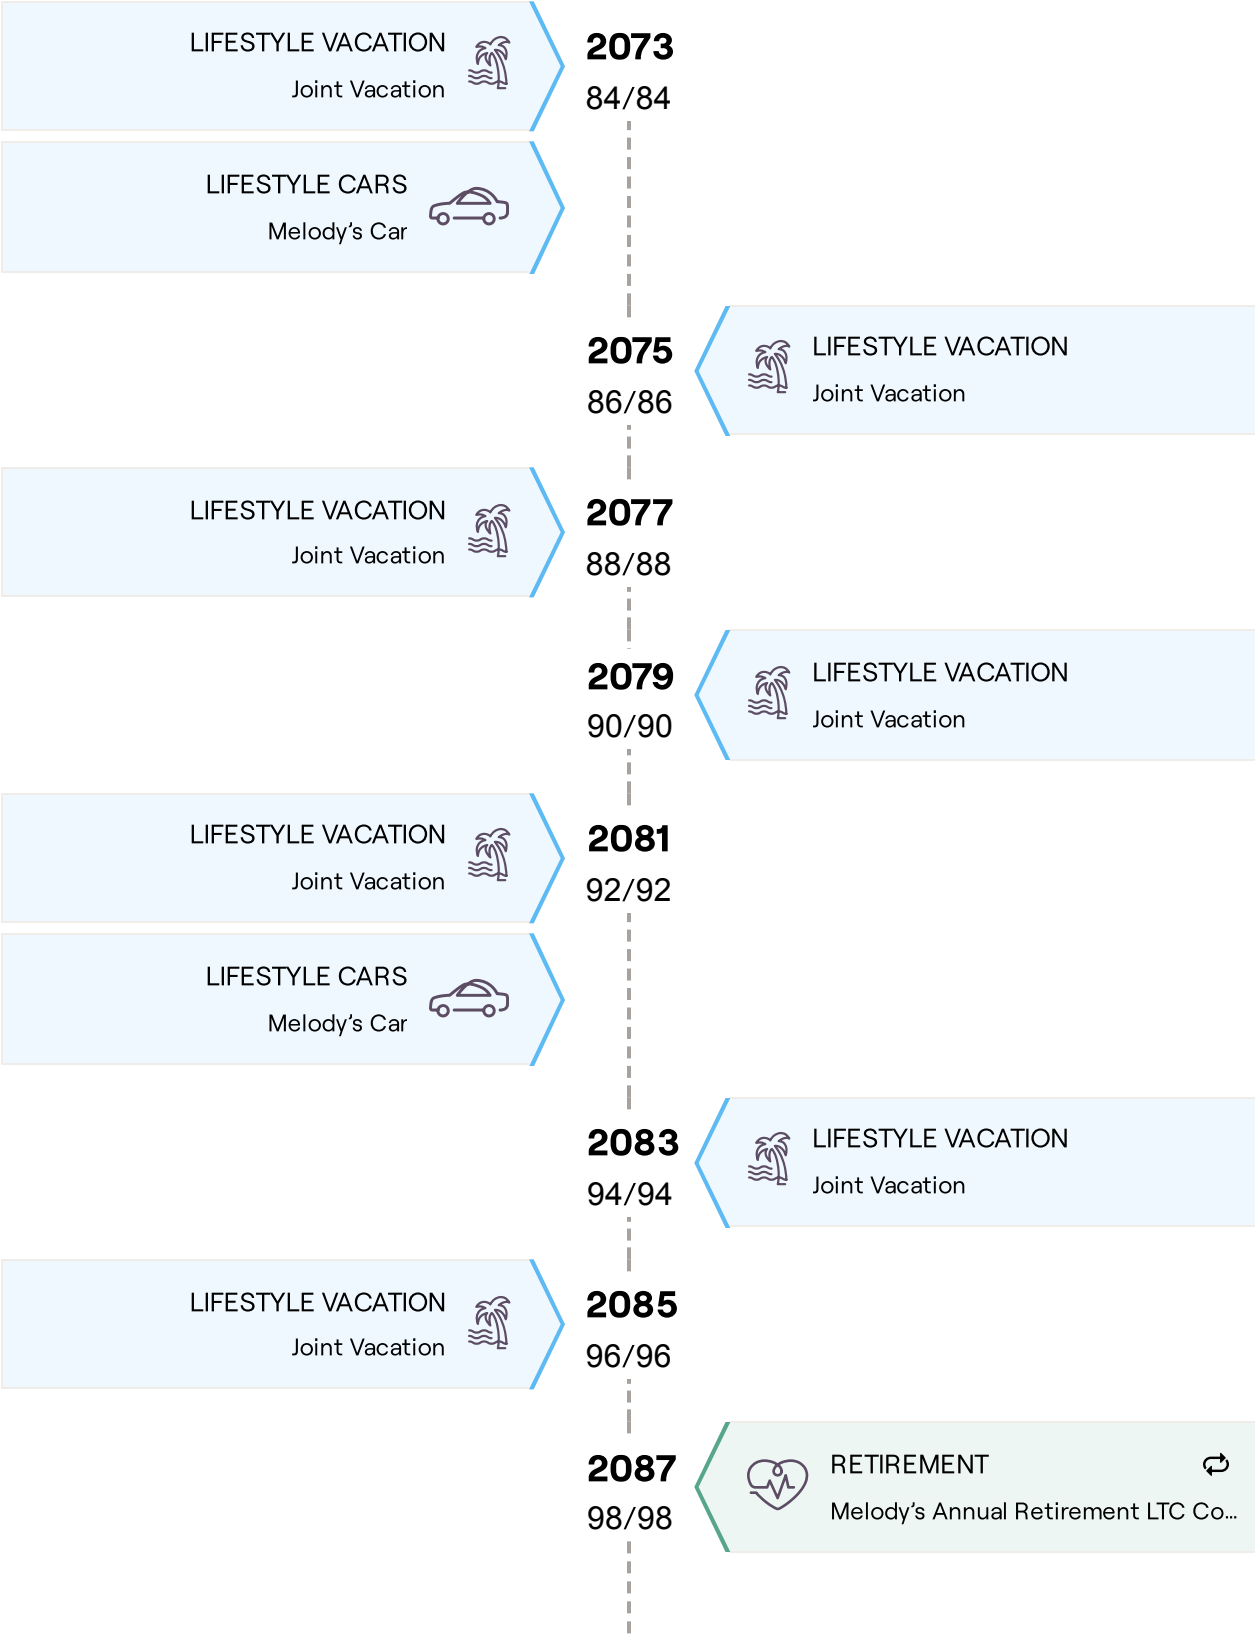 LIFESTYLE VACATION
Joint Vacation
2073
84/84
LIFESTYLE CARS
Melody's Car
2075
86/86
LIFESTYLE VACATION
Joint Vacation
LIFESTYLE VACATION
Joint Vacation
2077
88/88
2079
90/90
LIFESTYLE VACATION
Joint Vacation
LIFESTYLE VACATION
Joint Vacation
2081
92/92
LIFESTYLE CARS
Melody's Car
2083
94/94
LIFESTYLE VACATION
Joint Vacation
LIFESTYLE VACATION
Joint Vacation
2085
96/96
2087
98/98
RETIREMENT
Melody's Annual Retirement LTC Co...